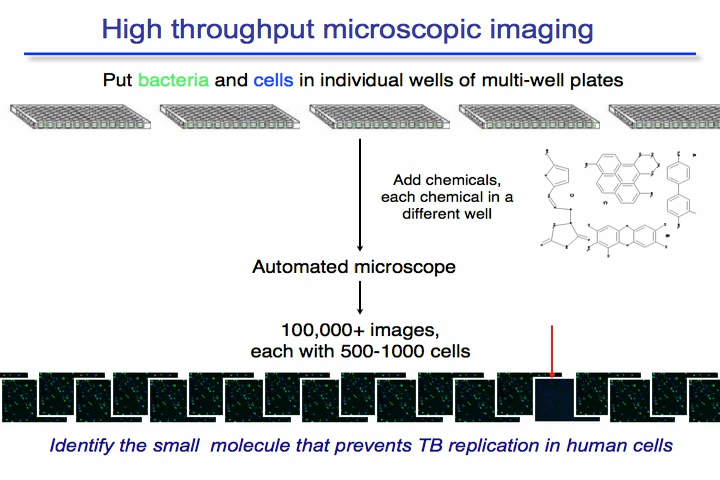 High throughput microscopic imaging
Put bacteria and cells in individual wells of multi-well plates
Add chemicals,
each chemical in a
different well
Automated microscope
100,000+ images,
each with 500-1000 cells
Identify the small molecule that prevents TB replication in human cells